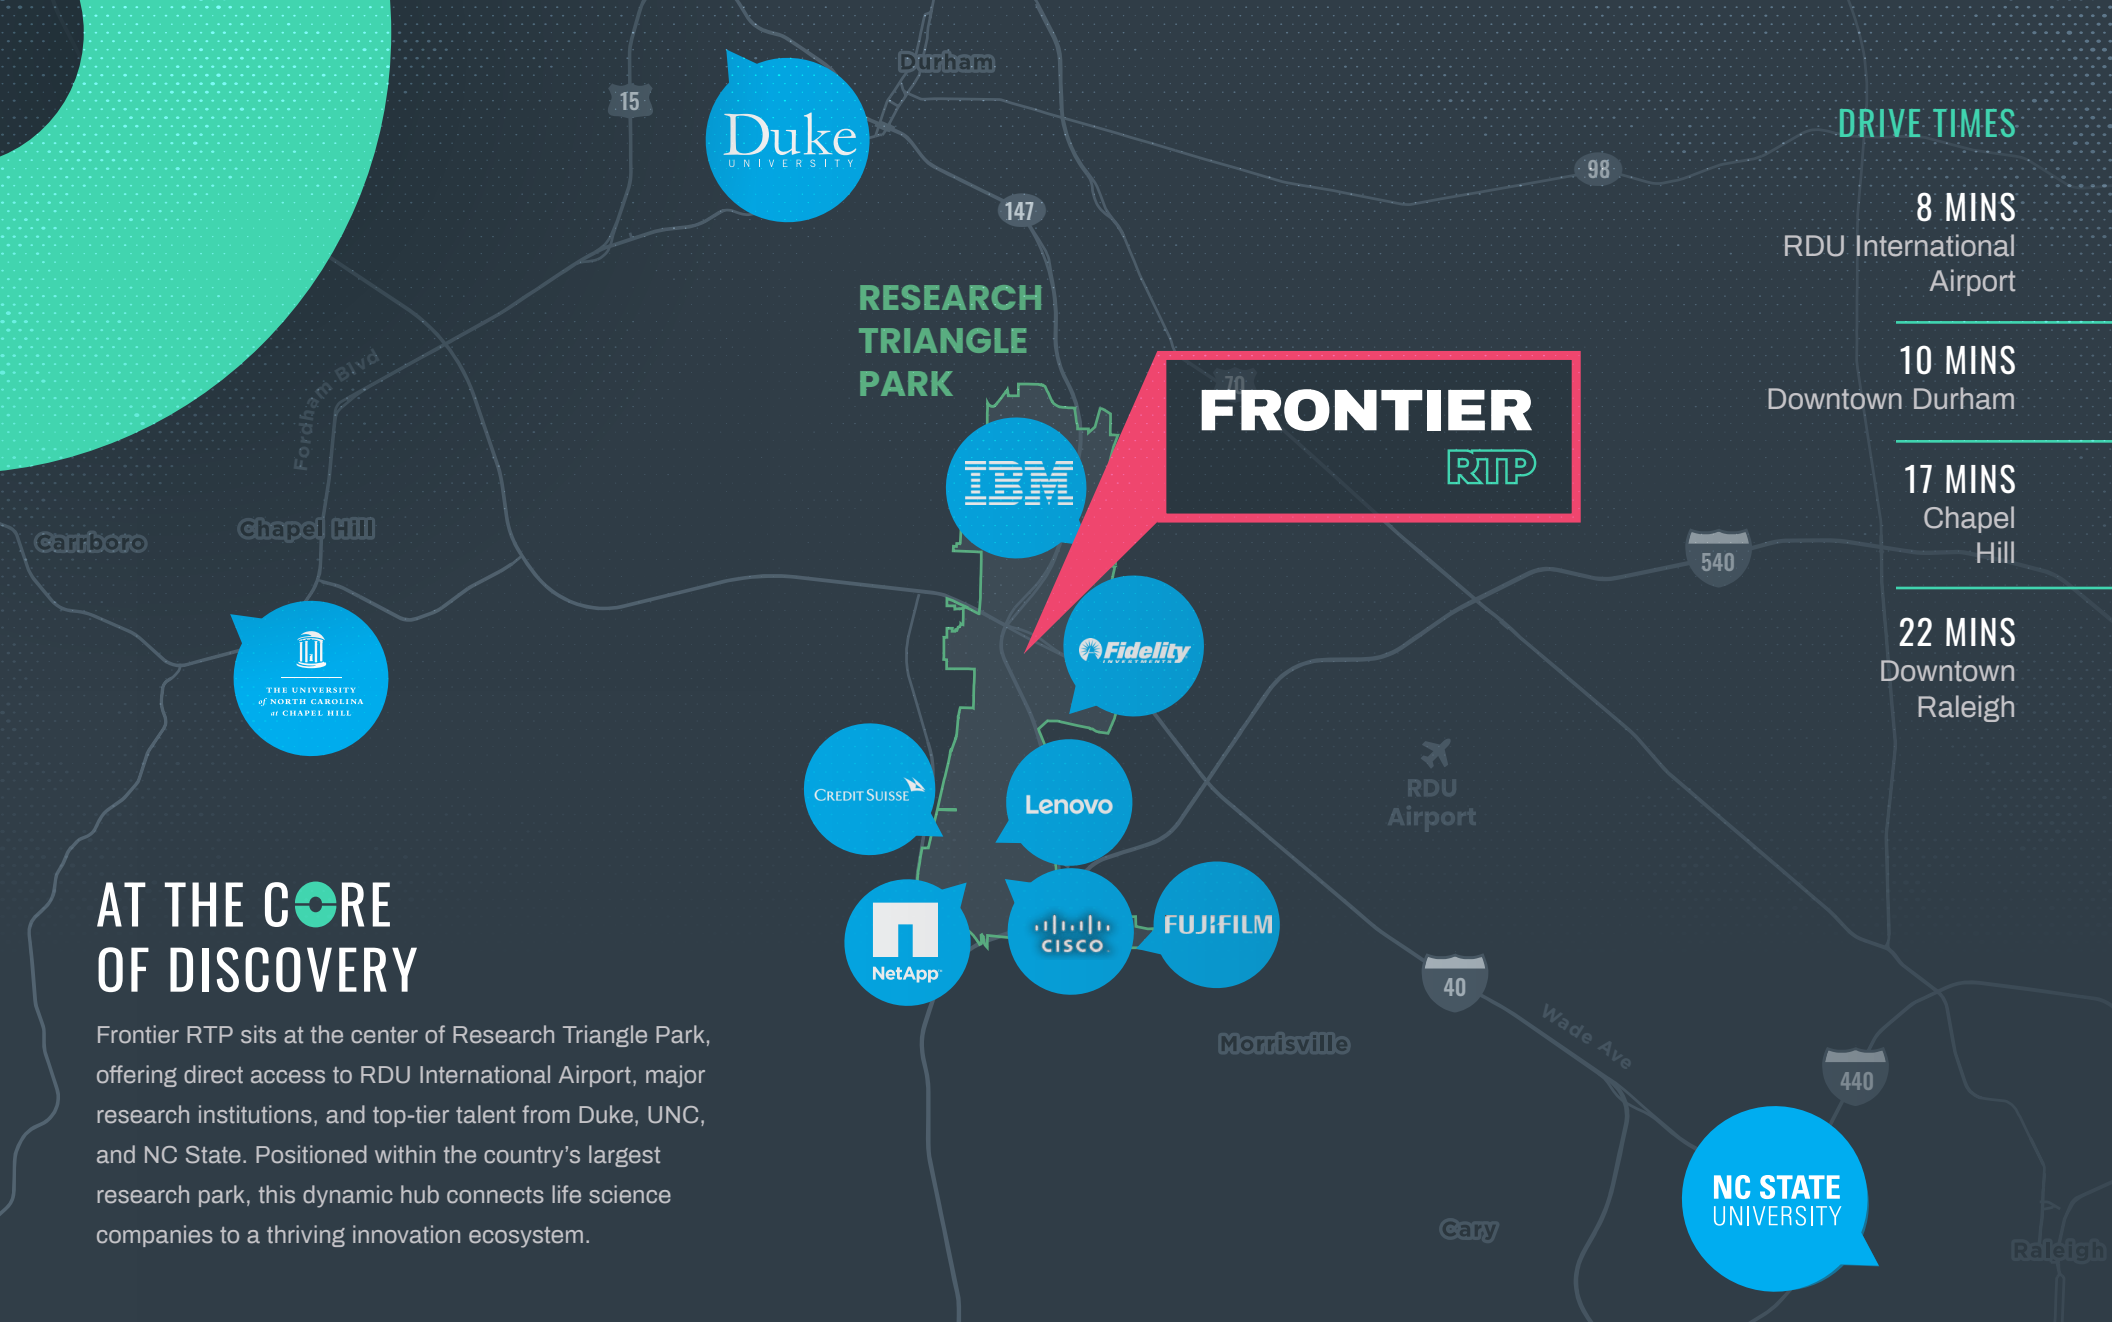 Durham
15
Duke
UNIVERSITY
98
147
DRIVE TIMES
8 MINS
RDU International
Airport
10 MINS
Downtown Durham
17 MINS
Chapel
Hill
22 MINS
Downtown
Raleigh
RESEARCH
TRIANGLE
PARK
70
FRONTIER
RTP
IBM
Fordham Blvd
Carrboro
Chapel Hill
540
THE UNIVERSITY
of NORTH CAROLINA
at CHAPEL HILL
Fidelity
INVESTMENTS
CREDIT SUISSE
Lenovo
RDU
Airport
NetApp
CISCO
FUJIFILM
40
Wade Ave
Morrisville
440
NC STATE
UNIVERSITY
Cary
Raleigh
AT THE CORE
OF DISCOVERY
Frontier RTP sits at the center of Research Triangle Park,
offering direct access to RDU International Airport, major
research institutions, and top-tier talent from Duke, UNC,
and NC State. Positioned within the country’s largest
research park, this dynamic hub connects life science
companies to a thriving innovation ecosystem.